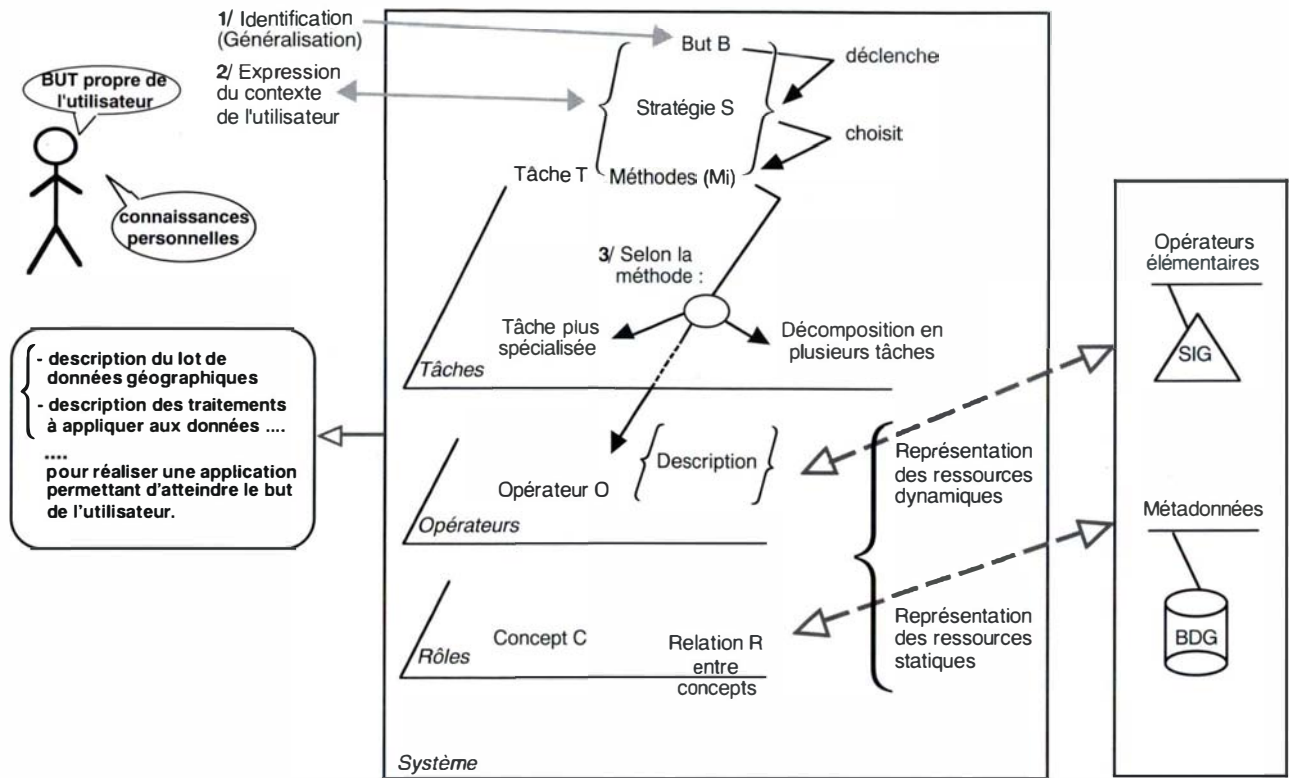 1/ Identification
(Généralisation)
2/ Expression
du contexte
de l'utilisateur
BUT propre de
l'utilisateur
connaissances
personnelles
But B
déclenche
Stratégie S
choisit
Tâche T
Méthodes (Mi)
3/ Selon la
méthode :
Tâche plus
spécialisée
Décomposition en
plusieurs tâches
Tâches
- description du lot de
données géographiques
- description des traitements
à appliquer aux données ....
....
pour réaliser une application
permettant d'atteindre le but
de l'utilisateur.
Description
Opérateur O
Opérateurs
Représentation
des ressources
dynamiques
Concept C
Relation R
entre
concepts
Rôles
Représentation
des ressources
statiques
Système
Opérateurs
élémentaires
SIG
Métadonnées
BDG